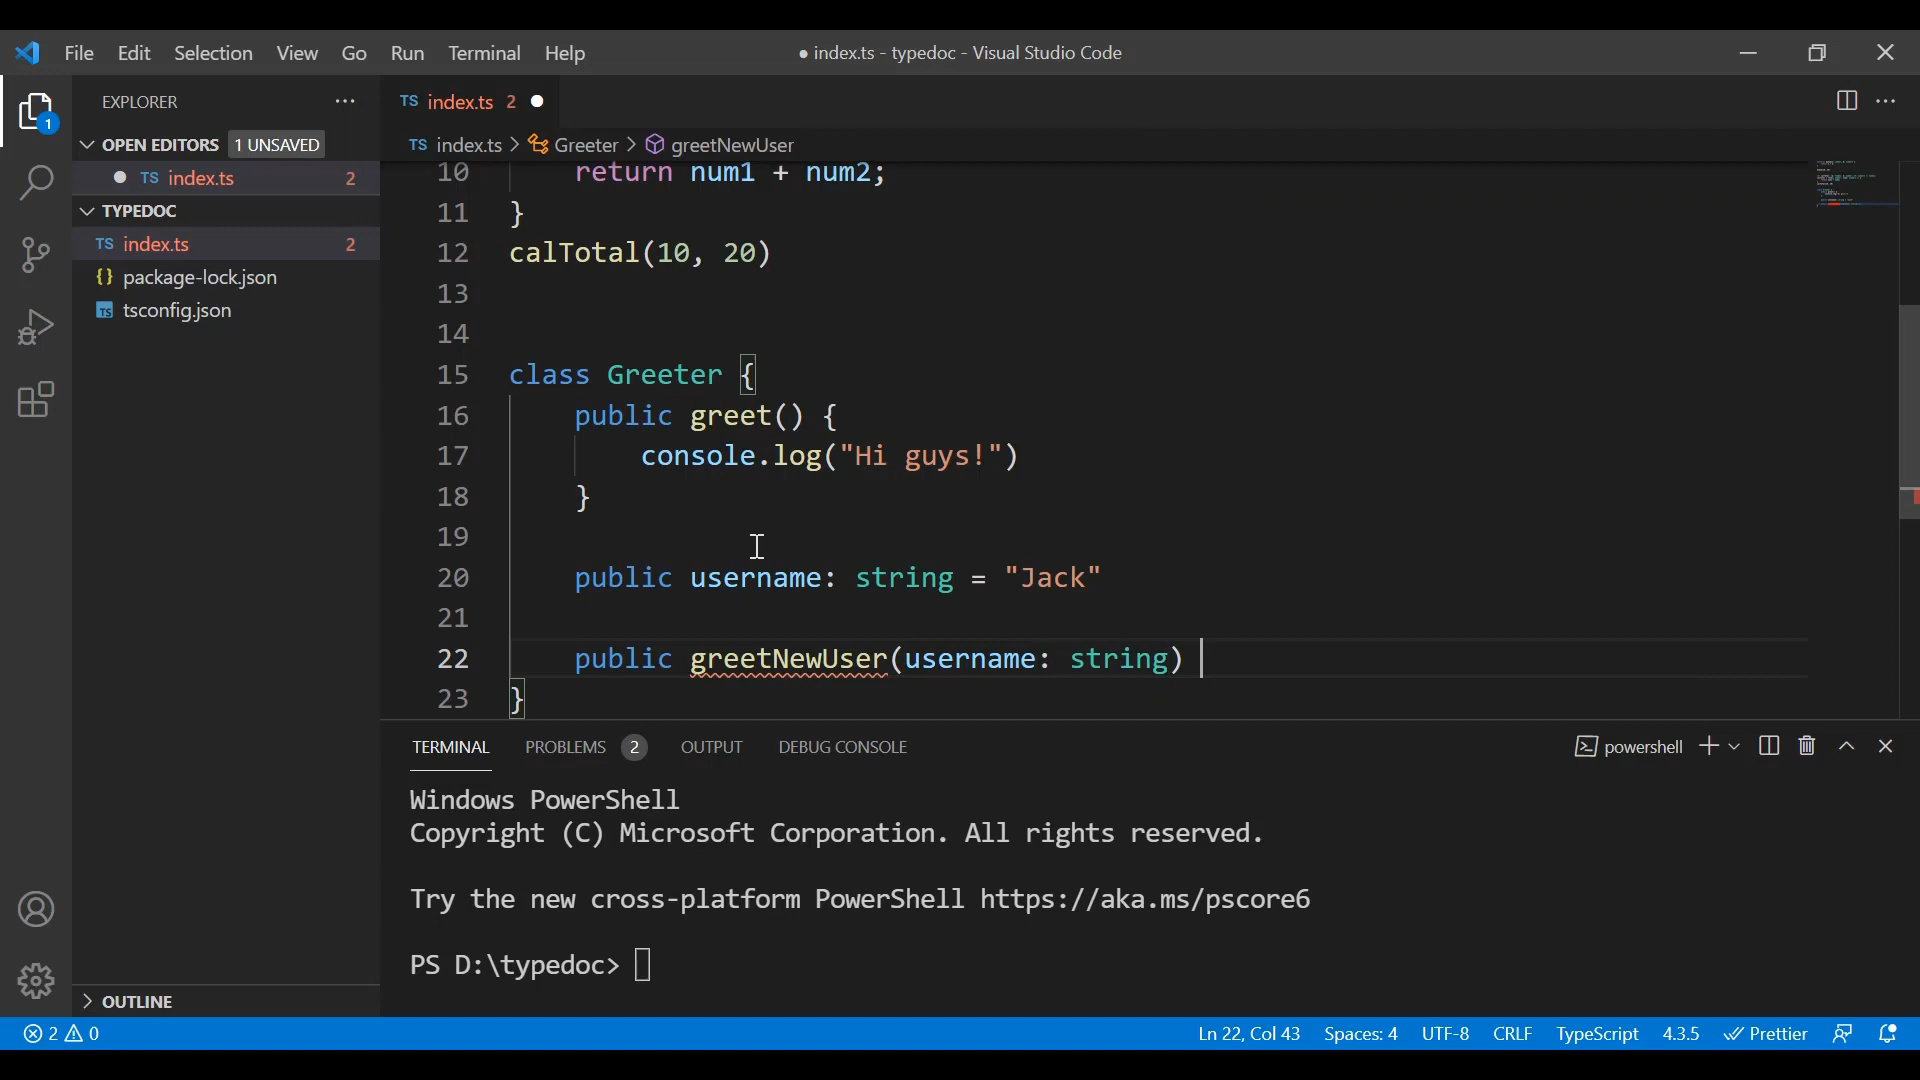 File Edit Selection View Go Run Terminal Help ● index.ts - typedoc - Visual Studio Code
EXPLORER ···
TS index.ts 2 ●
1
OPEN EDITORS 1 UNSAVED
● TS index.ts 2
TYPEDOC
TS index.ts 2
{} package-lock.json
TS tsconfig.json
OUTLINE
TS index.ts > Greeter > greetNewUser
10 return num1 + num2;
11 }
12 calTotal(10, 20)
13
14
15 class Greeter {
16 public greet() {
17 console.log("Hi guys!")
18 }
19
20 public username: string = "Jack"
21
22 public greetNewUser(username: string)
23 }
TERMINAL PROBLEMS 2 OUTPUT DEBUG CONSOLE powershell
Windows PowerShell
Copyright (C) Microsoft Corporation. All rights reserved.
Try the new cross-platform PowerShell https://aka.ms/pscore6
PS D:\typedoc>
2 0 Ln 22, Col 43 Spaces: 4 UTF-8 CRLF TypeScript 4.3.5 Prettier